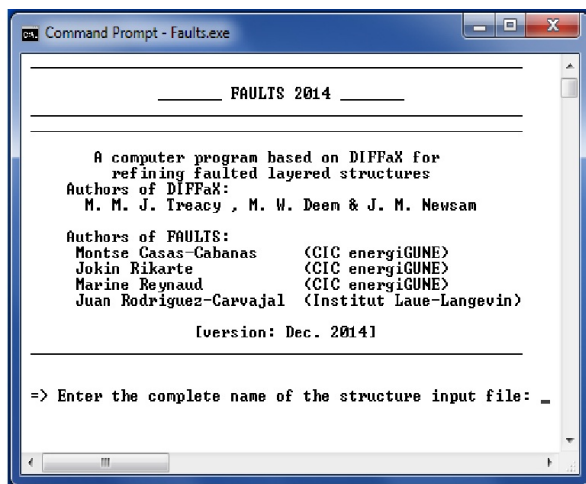 Command Prompt - Faults.exe
_______ FAULTS 2014 _______
A computer program based on DIFFaX for
refining faulted layered structures
Authors of DIFFaX:
M. M. J. Treacy , M. W. Deem & J. M. Newsam
Authors of FAULTS:
Montse Casas-Cabanas (CIC energiGUNE)
Jokin Rikarte (CIC energiGUNE)
Marine Reynaud (CIC energiGUNE)
Juan Rodriguez-Carvajal (Institut Laue-Langevin)
[version: Dec. 2014]
=> Enter the complete name of the structure input file: _